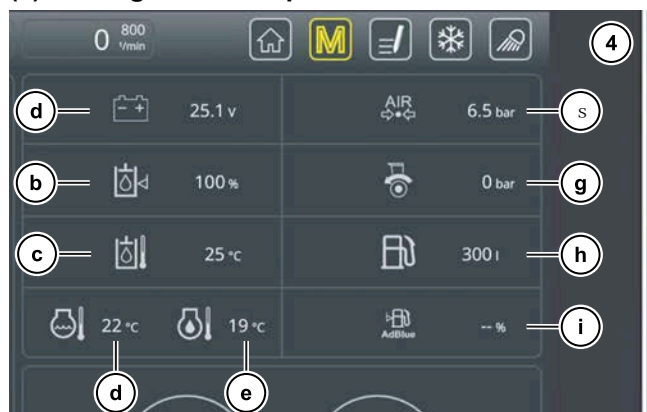 0 800 ¹/min M 4
d - + 25.1 v AIR 6.5 bar s
b 100 % 0 bar g
c 25 °C 300 l h
22 °C 19 °C AdBlue -- % i
d e